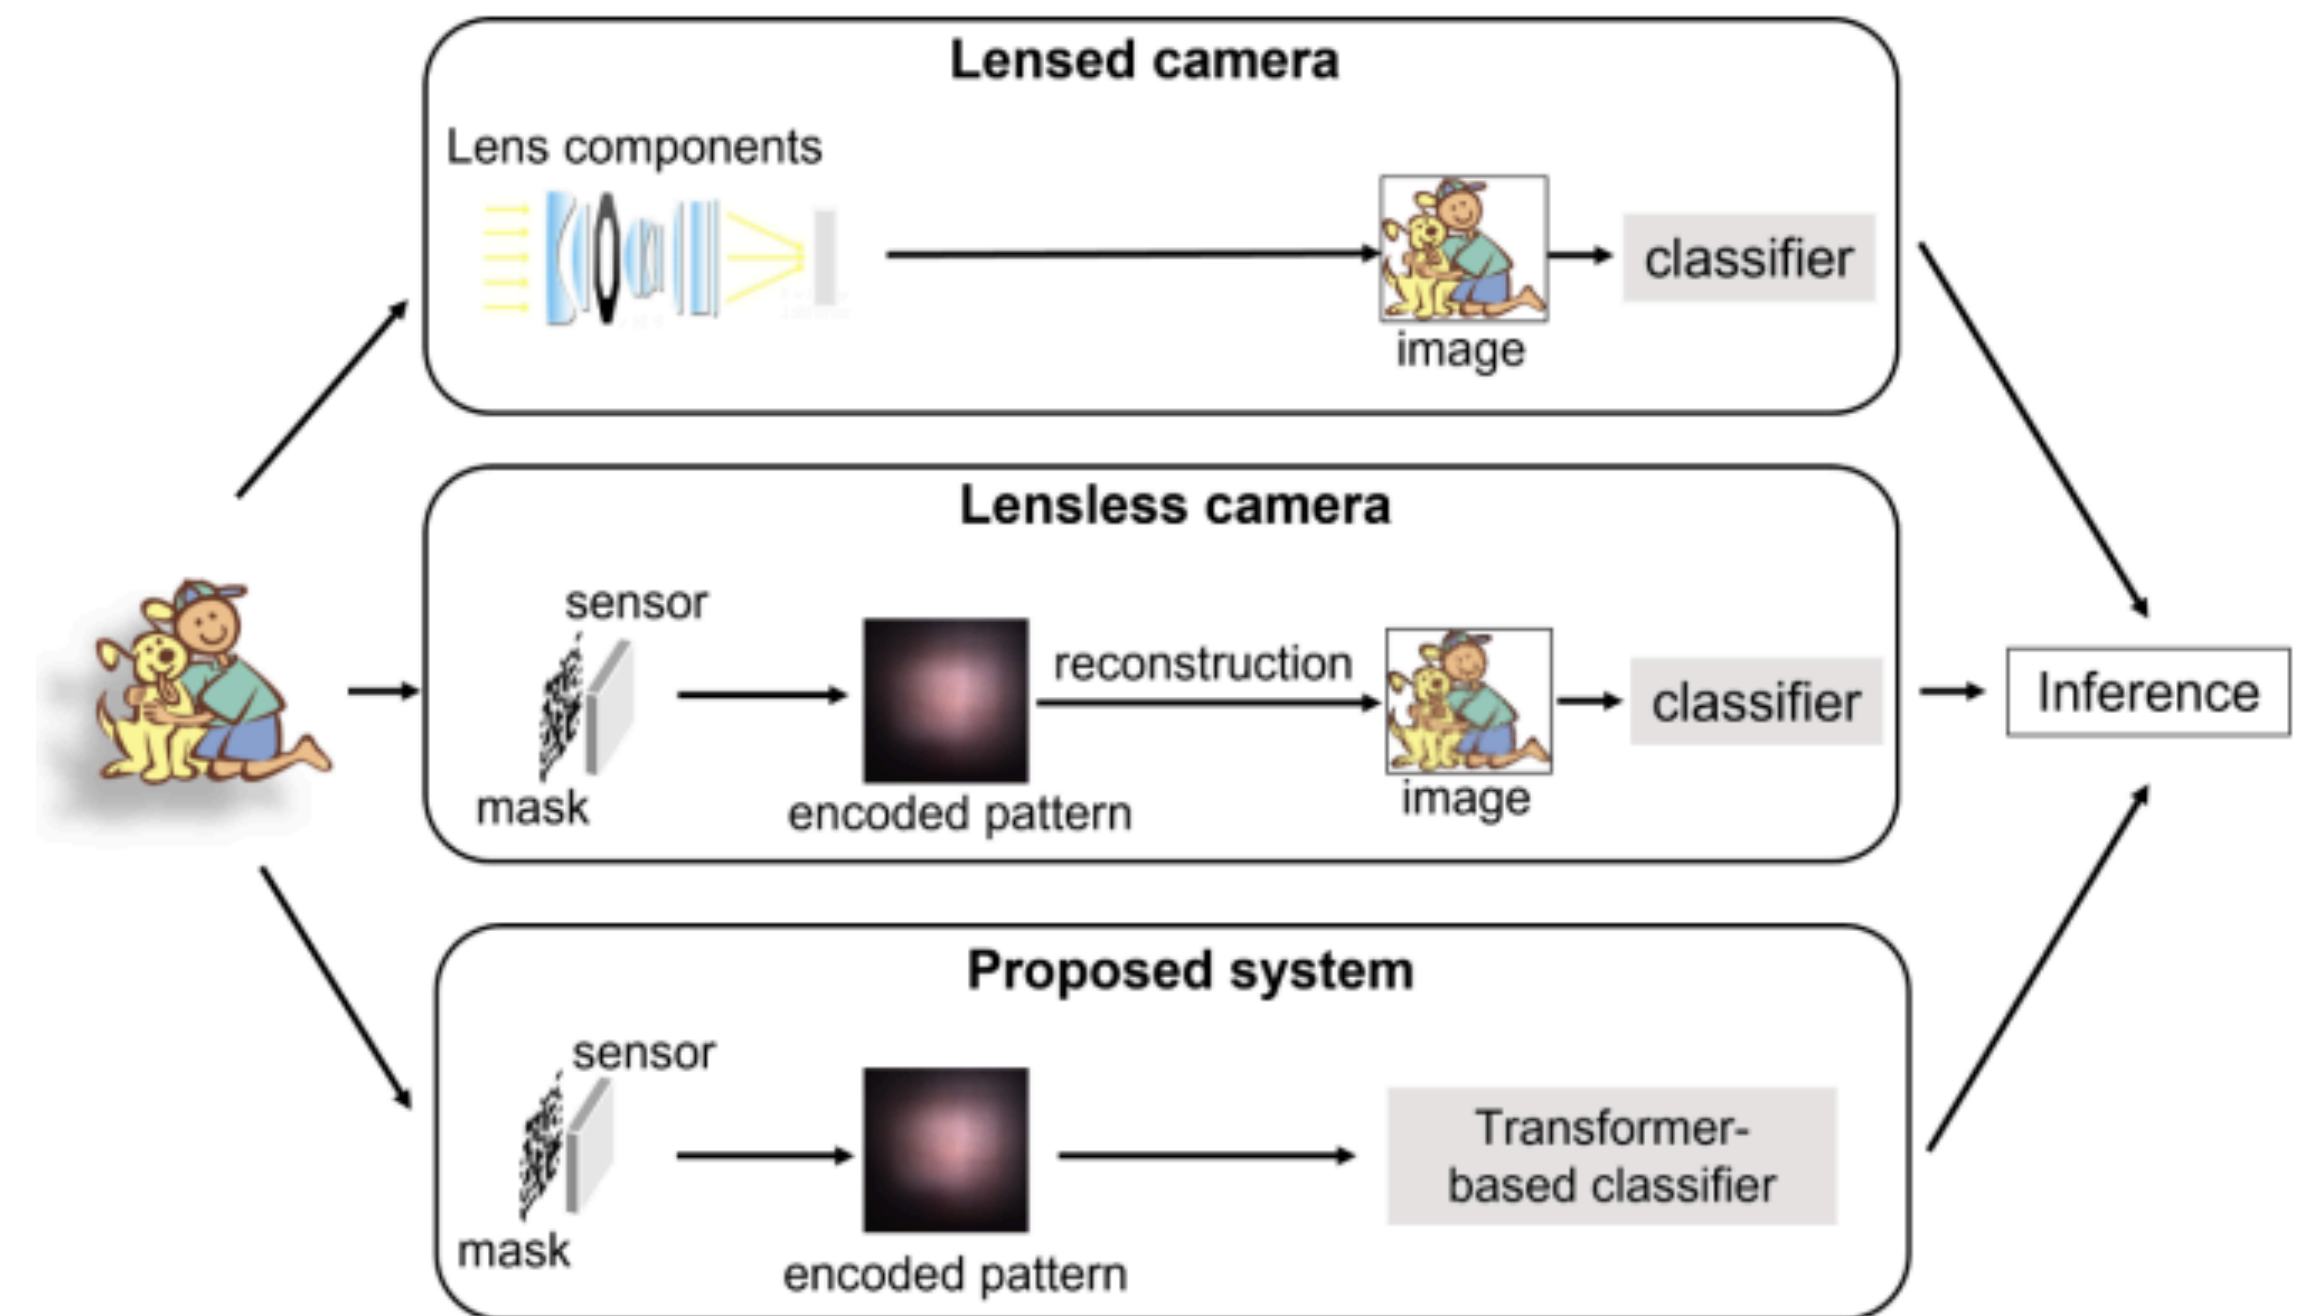 Lensed camera
Lens components
image
classifier
Lensless camera
sensor
mask
encoded pattern
reconstruction
image
classifier
Inference
Proposed system
sensor
mask
encoded pattern
Transformer-
based classifier